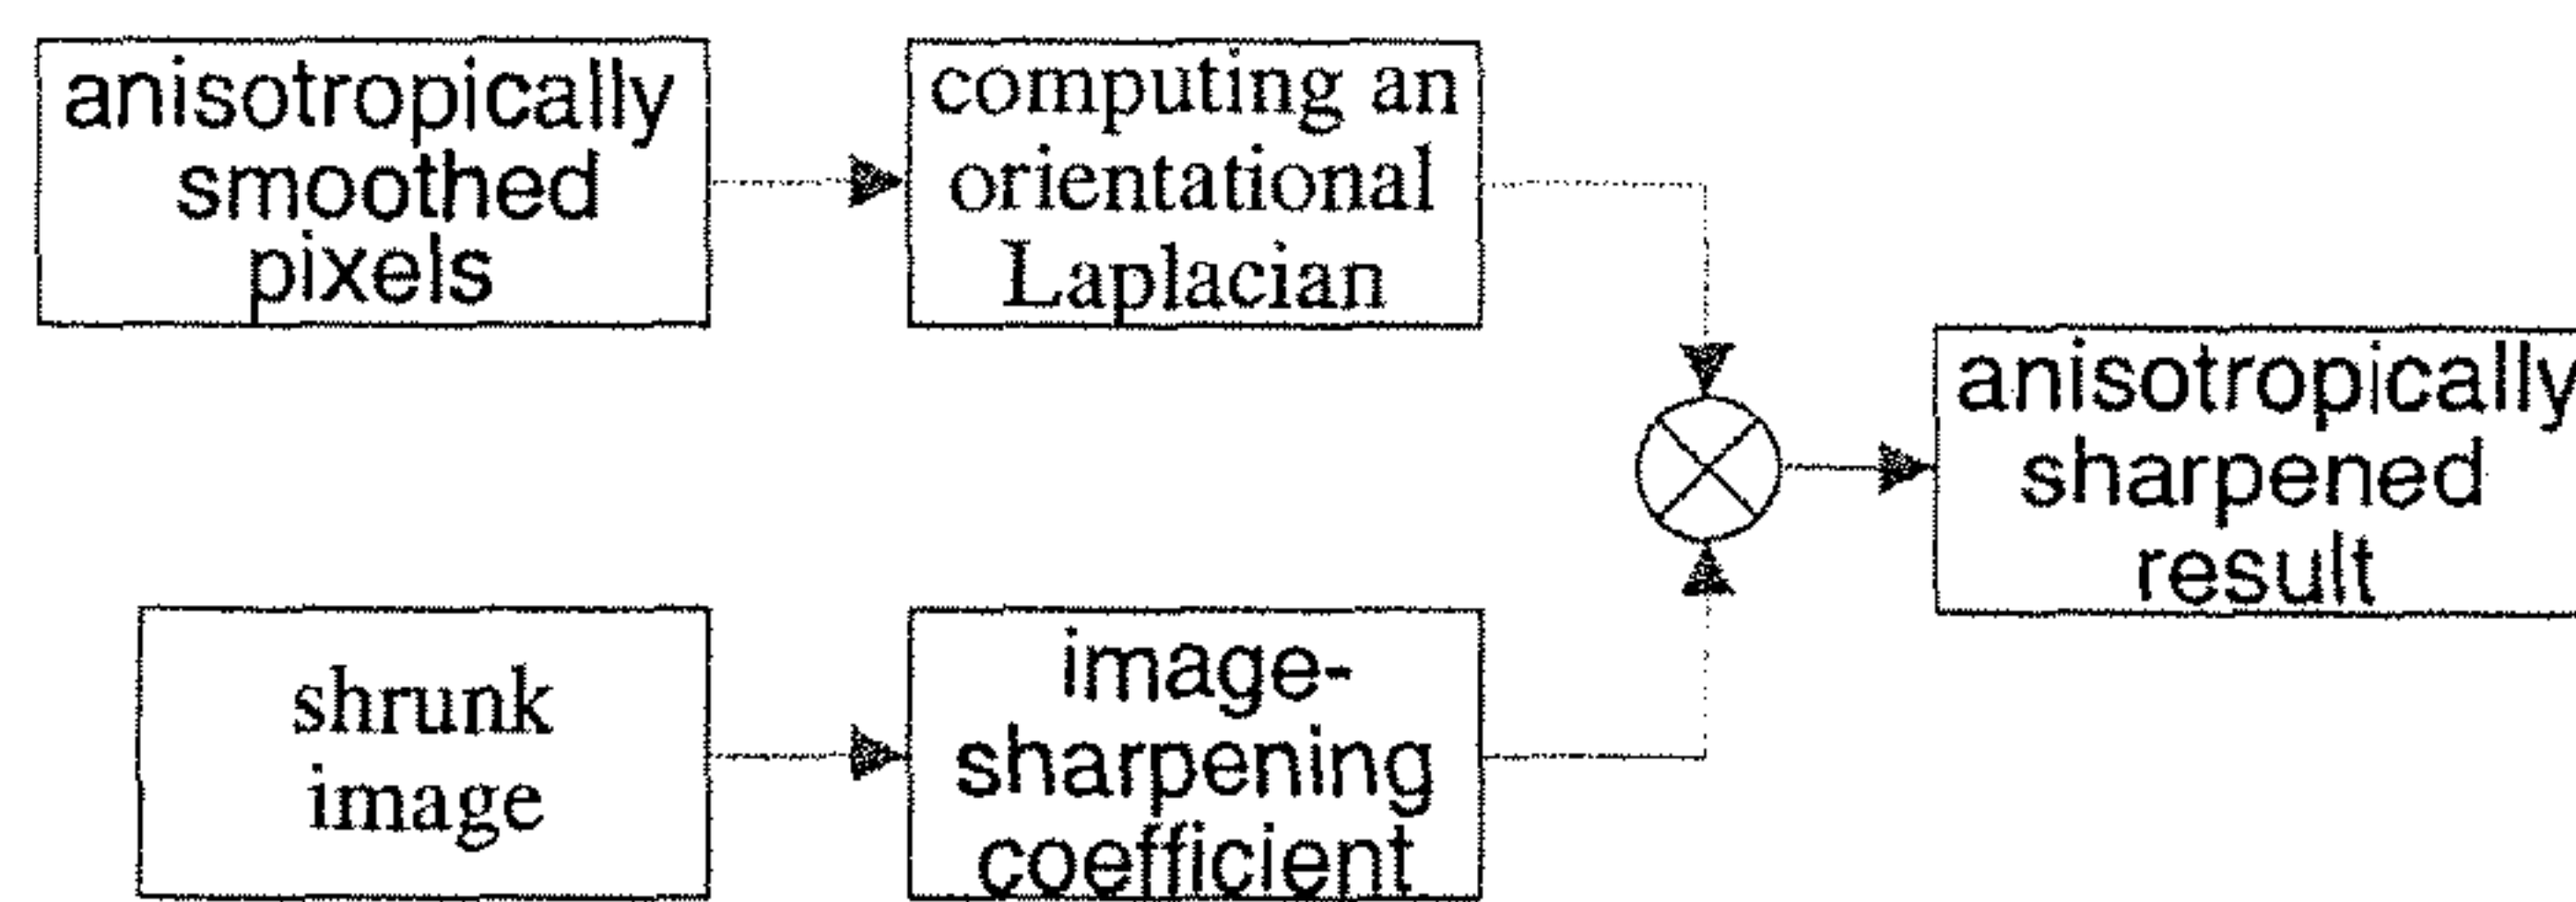 anisotropically
smoothed
pixels
computing an
orientational
Laplacian
anisotropically
sharpened
result
shrunk
image
image-
sharpening
coefficient